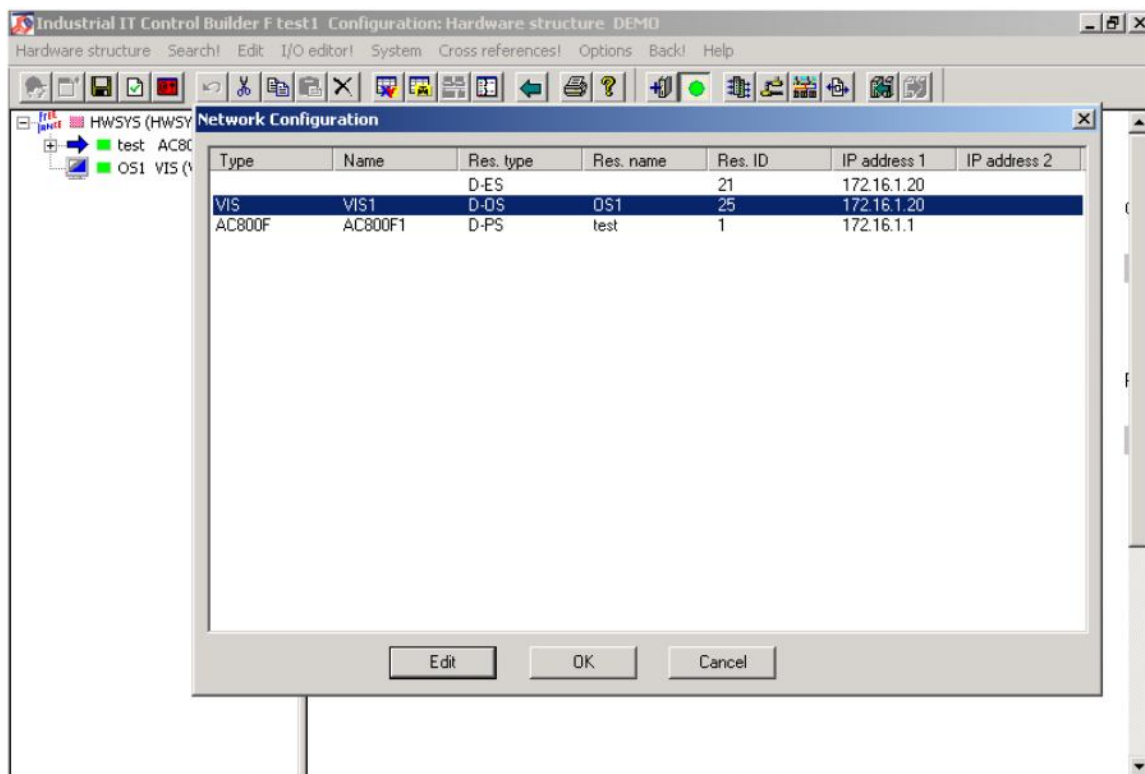 Industrial IT Control Builder F test1 Configuration: Hardware structure DEMO
Hardware structure Search! Edit I/O editor! System Cross references! Options Back! Help
HWSYS (HWSY
test AC80
OS1 VIS (
Network Configuration
Type Name Res. type Res. name Res. ID IP address 1 IP address 2
D-ES 21 172.16.1.20
VIS VIS1 D-OS OS1 25 172.16.1.20
AC800F AC800F1 D-PS test 1 172.16.1.1
Edit OK Cancel